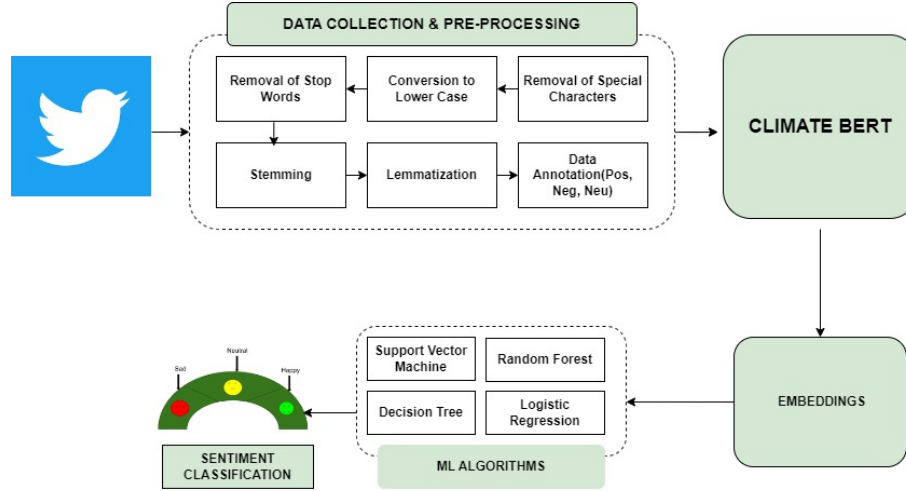 DATA COLLECTION & PRE-PROCESSING
Removal of Stop
Words
Conversion to
Lower Case
Removal of Special
Characters
CLIMATE BERT
Stemming
Lemmatization
Data
Annotation(Pos,
Neg, Neu)
Sad
Neutral
Happy
Support Vector
Machine
Random Forest
Decision Tree
Logistic
Regression
EMBEDDINGS
SENTIMENT
CLASSIFICATION
ML ALGORITHMS